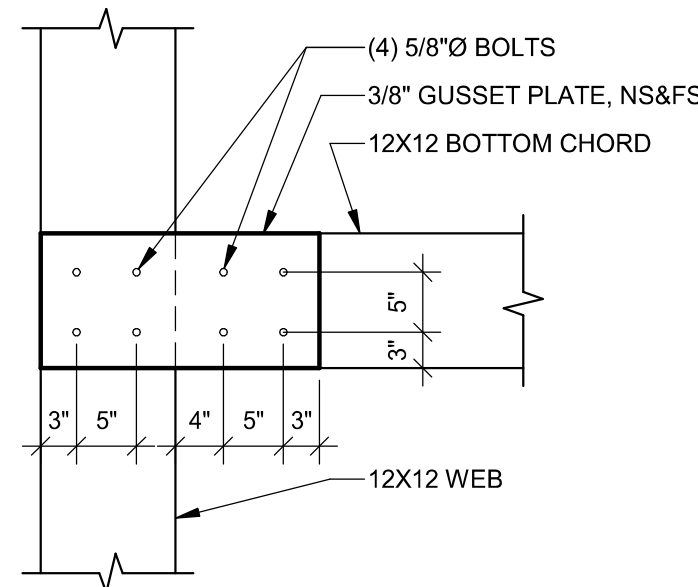 (4) 5/8"Ø BOLTS
3/8" GUSSET PLATE, NS&FS
12X12 BOTTOM CHORD
5"
3"
3" 5" 4" 5" 3"
12X12 WEB